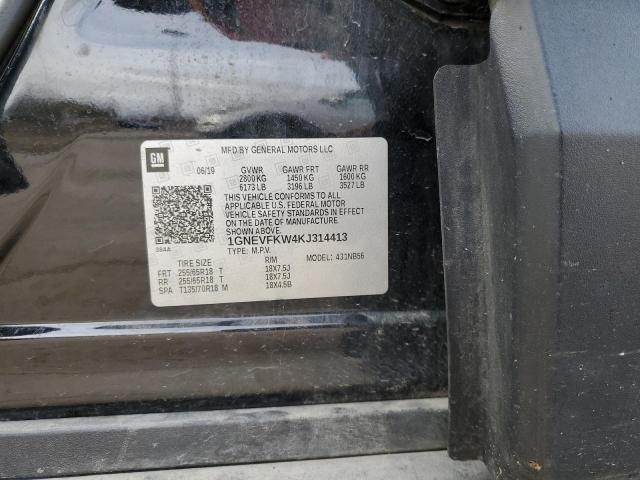 MFD BY GENERAL MOTORS LLC
GM
06/19 GVWR GAWR FRT GAWR RR
2800 KG 1450 KG 1600 KG
6173 LB 3196 LB 3527 LB
THIS VEHICLE CONFORMS TO ALL
APPLICABLE U.S. FEDERAL MOTOR
VEHICLE SAFETY STANDARDS IN EFFECT
ON THE DATE OF MANUFACTURE
SHOWN ABOVE.
384A
1GNEVFKW4KJ314413
TYPE: M.P.V. MODEL: 431NB56
TIRE SIZE RIM
FRT 255/65R18 T 18X7.5J
RR 255/65R18 T 18X7.5J
SPA T135/70R18 M 18X4.5B